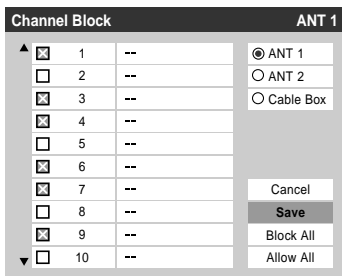 Channel Block ANT 1
1 --
2 --
3 --
4 --
5 --
6 --
7 --
8 --
9 --
10 --
ANT 1
ANT 2
Cable Box
Cancel
Save
Block All
Allow All